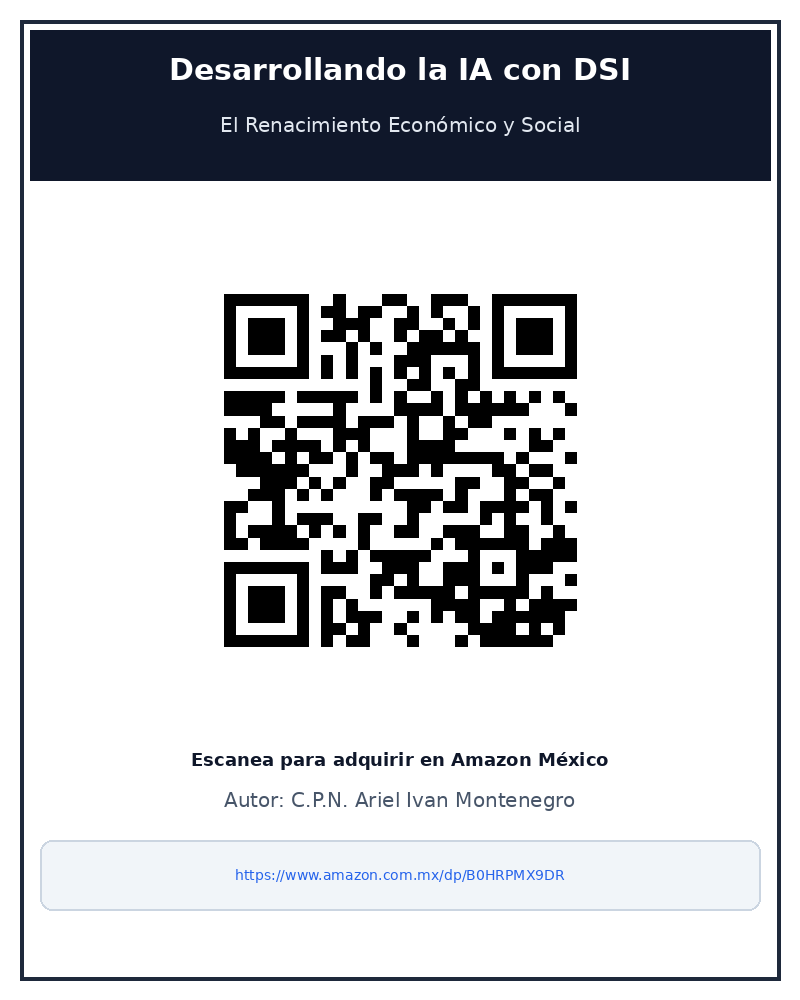 Desarrollando la IA con DSI
El Renacimiento Económico y Social
Escanea para adquirir en Amazon México
Autor: C.P.N. Ariel Ivan Montenegro
https://www.amazon.com.mx/dp/B0HRPMX9DR